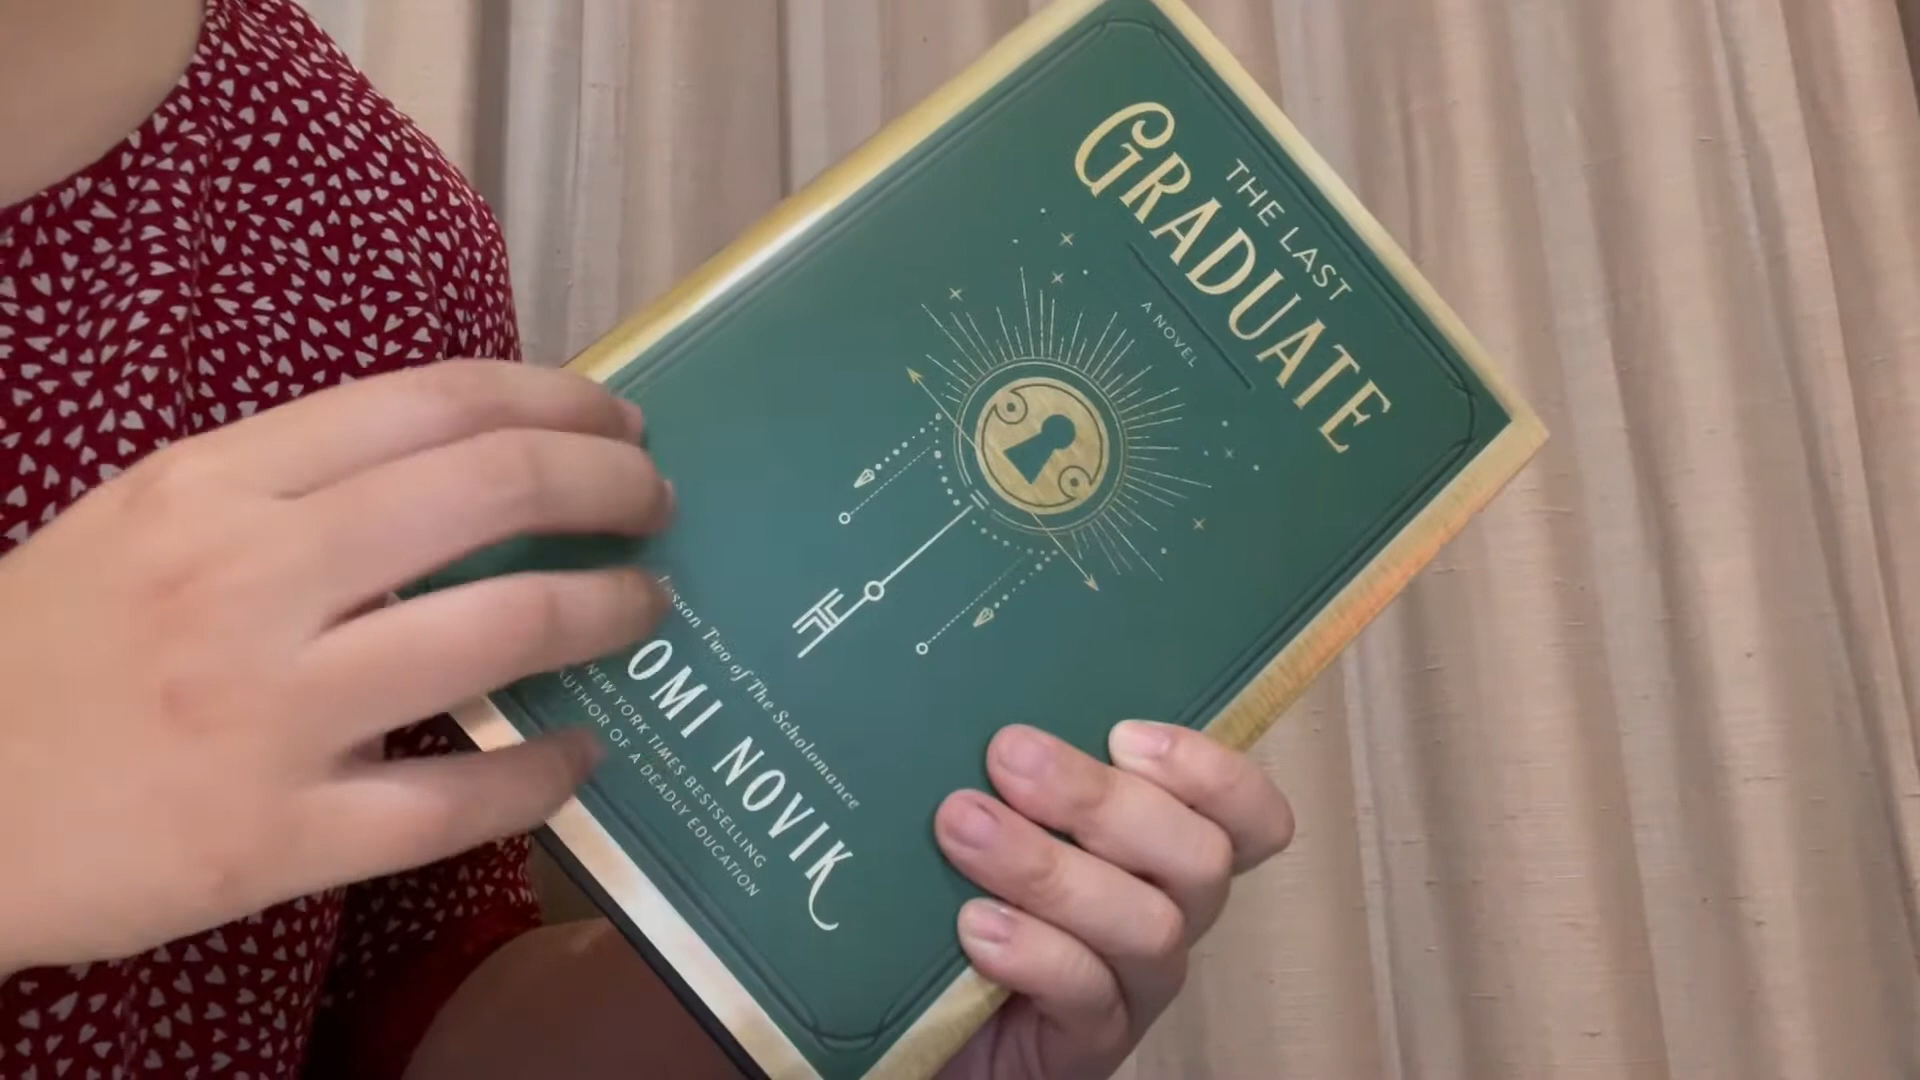 THE LAST
GRADUATE
A NOVEL
Lesson Two of The Scholomance
OMI NOVIK
NEW YORK TIMES BESTSELLING
AUTHOR OF A DEADLY EDUCATION